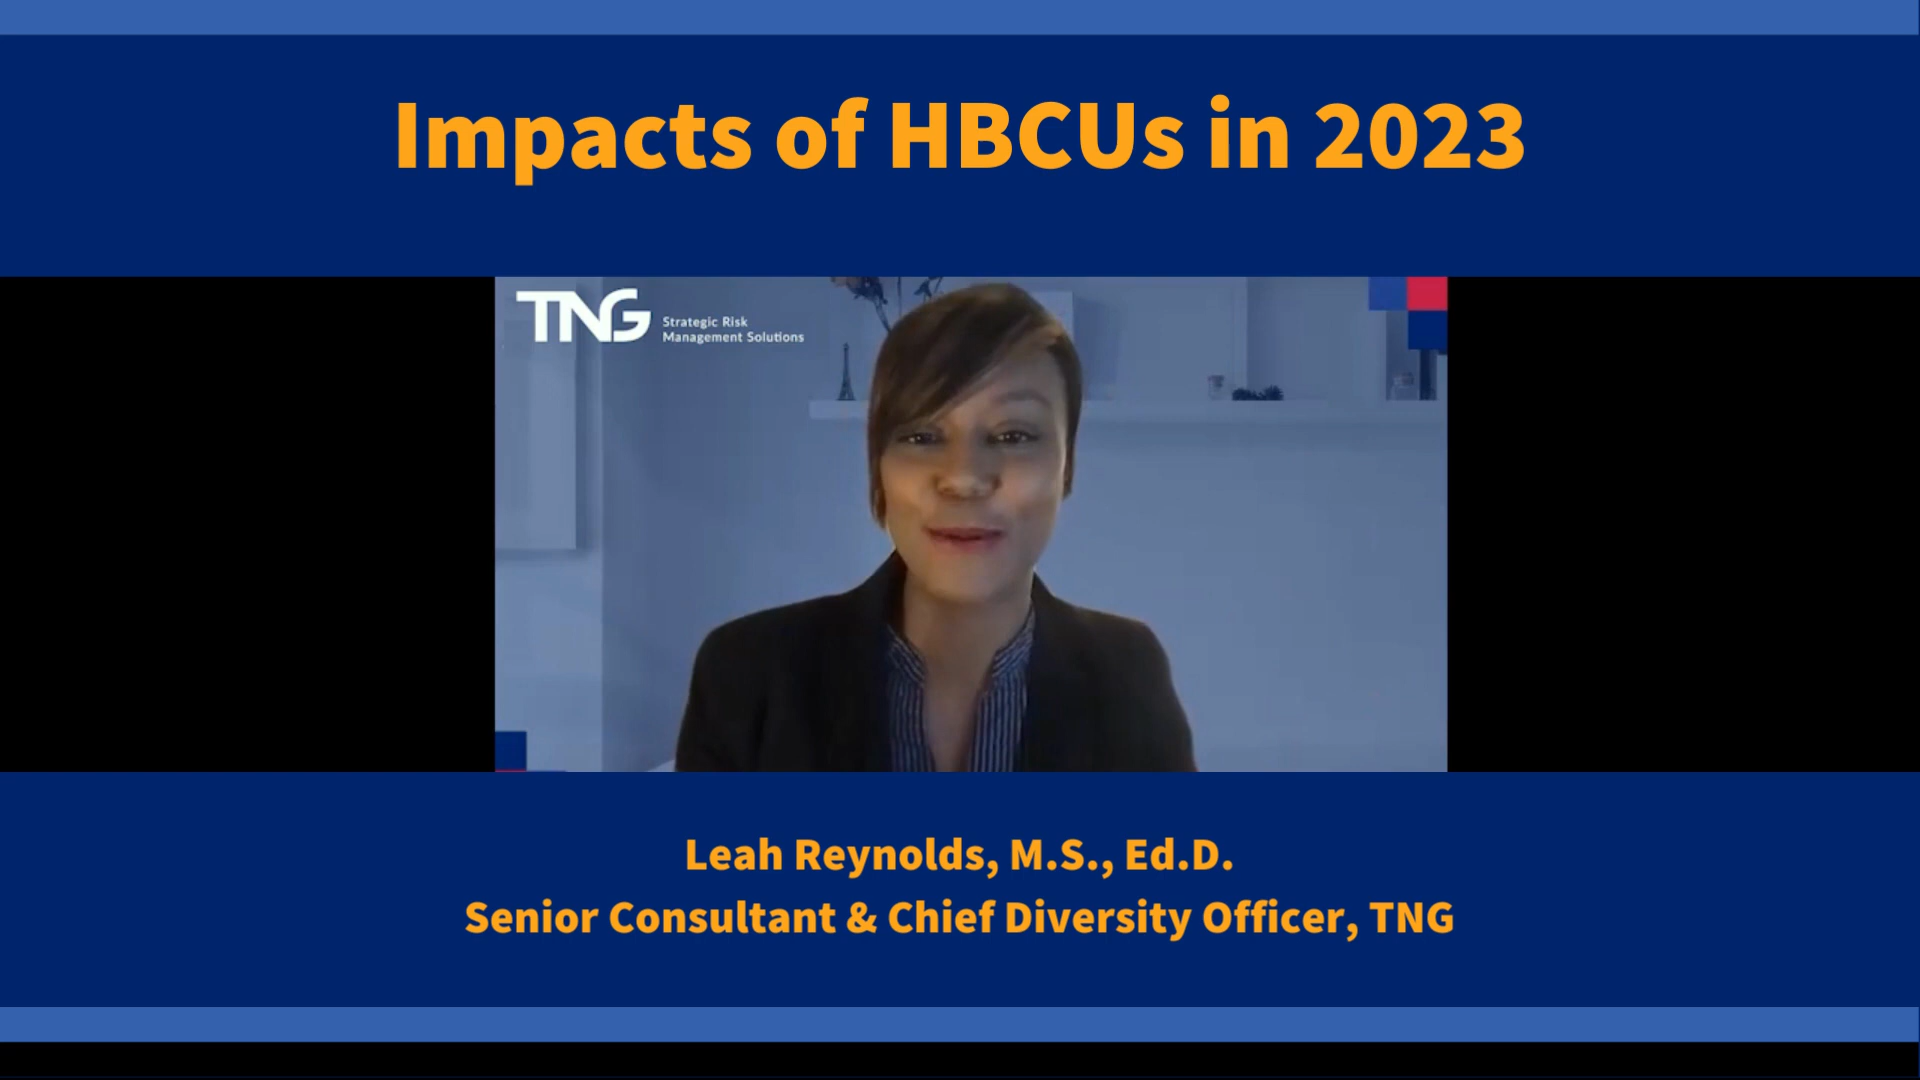 Impacts of HBCUs in 2023
TNG
Strategic Risk
Management Solutions
Leah Reynolds, M.S., Ed.D.
Senior Consultant & Chief Diversity Officer, TNG